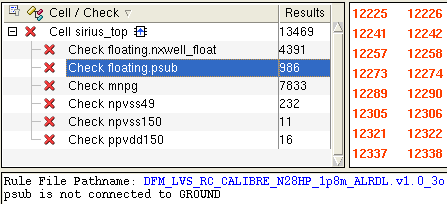 Cell / Check Results
Cell sirius_top 13469
Check floating.nxwell_float 4391
Check floating.psub 986
Check mnpg 7833
Check npvss49 232
Check npvss150 11
Check ppvdd150 16
12225 12226
12241 12242
12257 12258
12273 12274
12289 12290
12305 12306
12321 12322
12337 12338
Rule File Pathname: DFM_LVS_RC_CALIBRE_N28HP_1p8m_ALRDL.v1.0_3o
psub is not connected to GROUND